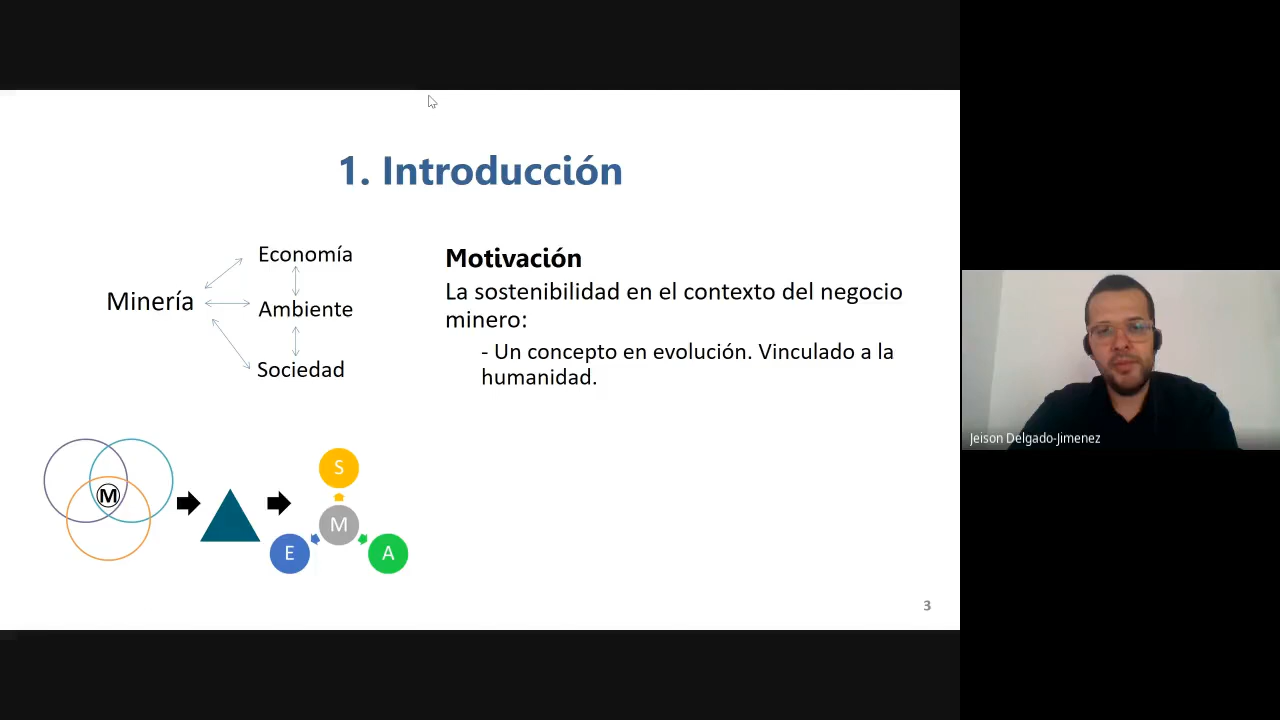 1. Introducción
Minería
Economía
Ambiente
Sociedad
Motivación
La sostenibilidad en el contexto del negocio
minero:
- Un concepto en evolución. Vinculado a la
humanidad.
M
S
M
E
A
3
Jeison Delgado-Jimenez